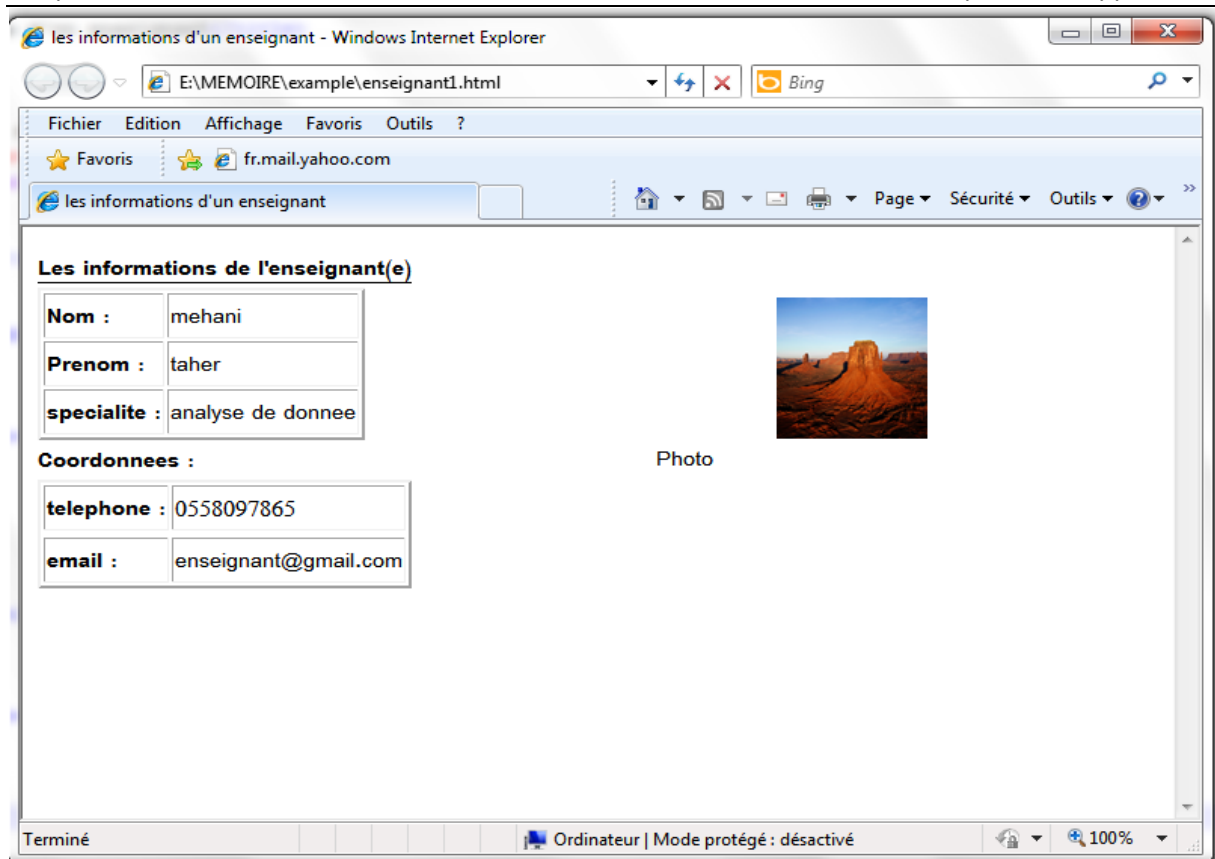 les informations d'un enseignant - Windows Internet Explorer
E:\MEMOIRE\example\enseignant1.html
Bing
Fichier Edition Affichage Favoris Outils ?
Favoris fr.mail.yahoo.com
les informations d'un enseignant Page Sécurité Outils »
Les informations de l'enseignant(e)
Nom : mehani
Prenom : taher
specialite : analyse de donnee
Coordonnees : Photo
telephone : 0558097865
email : enseignant@gmail.com
Terminé Ordinateur | Mode protégé : désactivé 100%